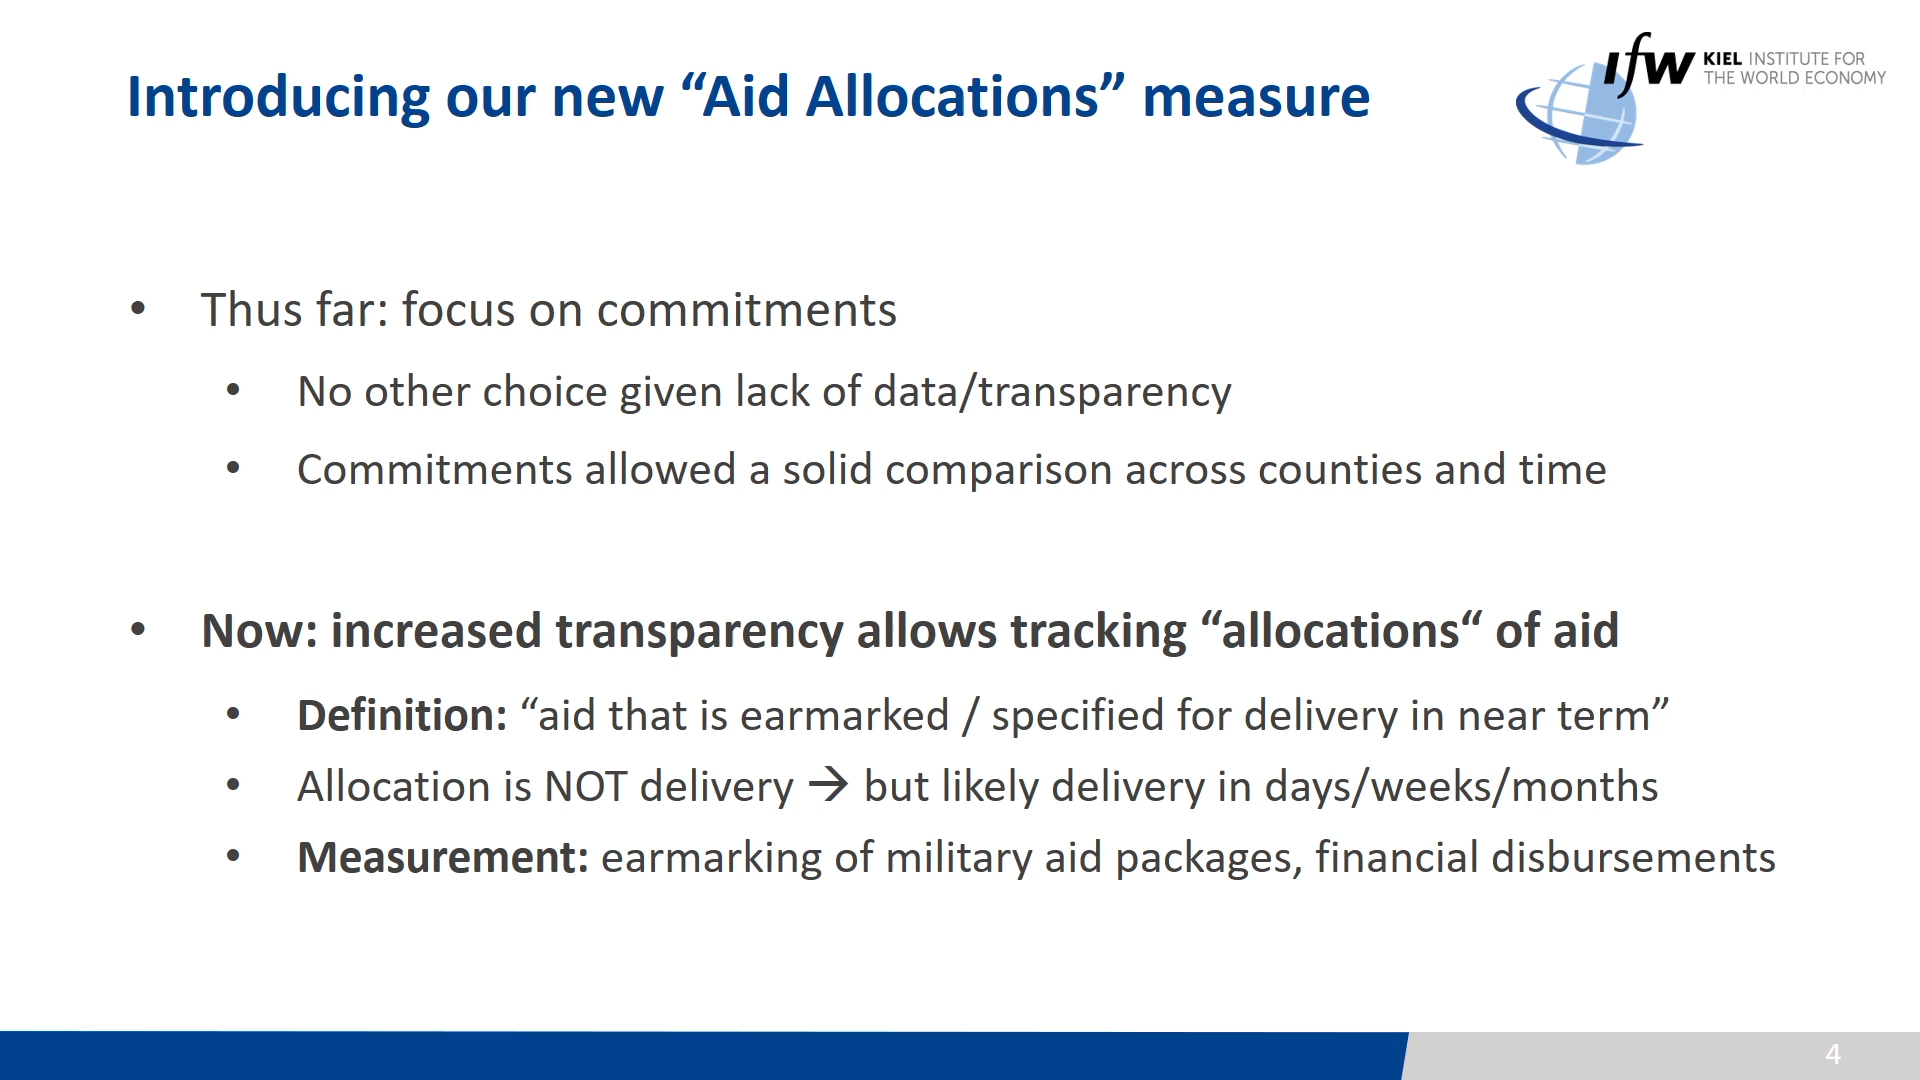 Introducing our new “Aid Allocations” measure
ifw KIEL INSTITUTE FOR
THE WORLD ECONOMY
• Thus far: focus on commitments
• No other choice given lack of data/transparency
• Commitments allowed a solid comparison across counties and time
• Now: increased transparency allows tracking “allocations“ of aid
• Definition: “aid that is earmarked / specified for delivery in near term”
• Allocation is NOT delivery → but likely delivery in days/weeks/months
• Measurement: earmarking of military aid packages, financial disbursements
4